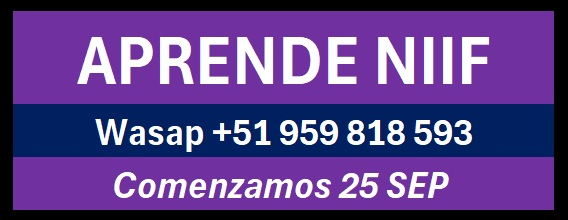 APRENDE NIIF
Wasap +51 959 818 593
Comenzamos 25 SEP